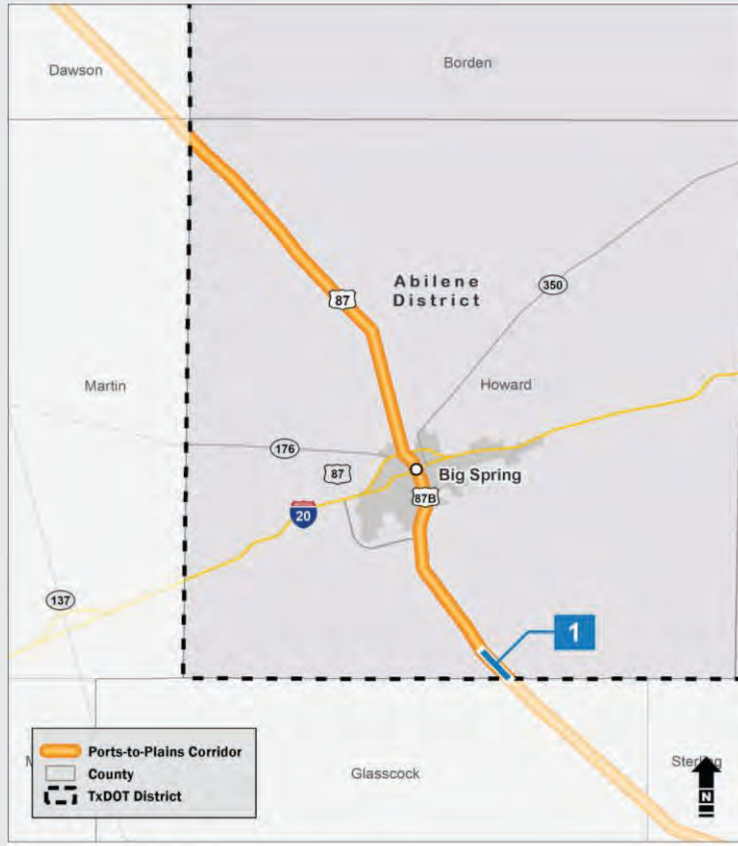 Dawson
Borden
Abilene
District
87
350
Martin
Howard
176
87
Big Spring
87B
20
137
1
Ports-to-Plains Corridor
County
TxDOT District
M
Glasscock
Sterling
N